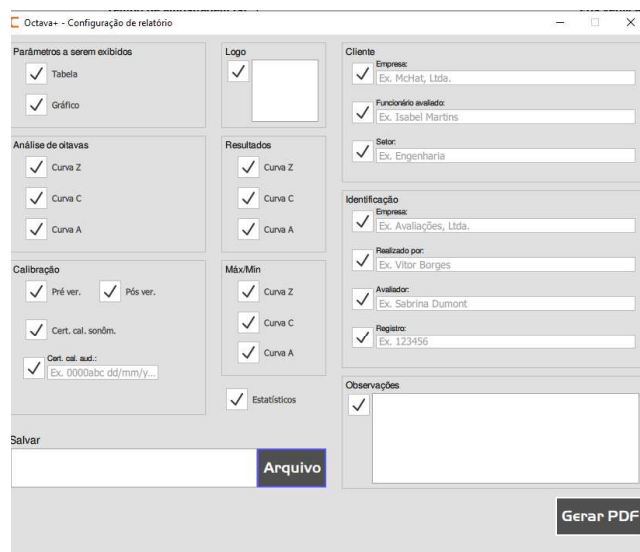 Octava+ - Configuração de relatório
Parâmetros a serem exibidos
Tabela
Gráfico
Logo
Cliente
Empresa:
Ex. McHat, Ltda.
Funcionário avaliado:
Ex. Isabel Martins
Setor:
Ex. Engenharia
Análise de oitavas
Curva Z
Curva C
Curva A
Resultados
Curva Z
Curva C
Curva A
Identificação
Empresa:
Ex. Avaliações, Ltda.
Realizado por:
Ex. Vitor Borges
Avaliador:
Ex. Sabrina Dumont
Registro:
Ex. 123456
Calibração
Pré ver. Pós ver.
Cert. cal. sonôm.
Cert. cal. aud.:
Ex. 0000abc dd/mm/y...
Máx/Min
Curva Z
Curva C
Curva A
Estatísticos
Observações
Salvar
Arquivo
Gerar PDF